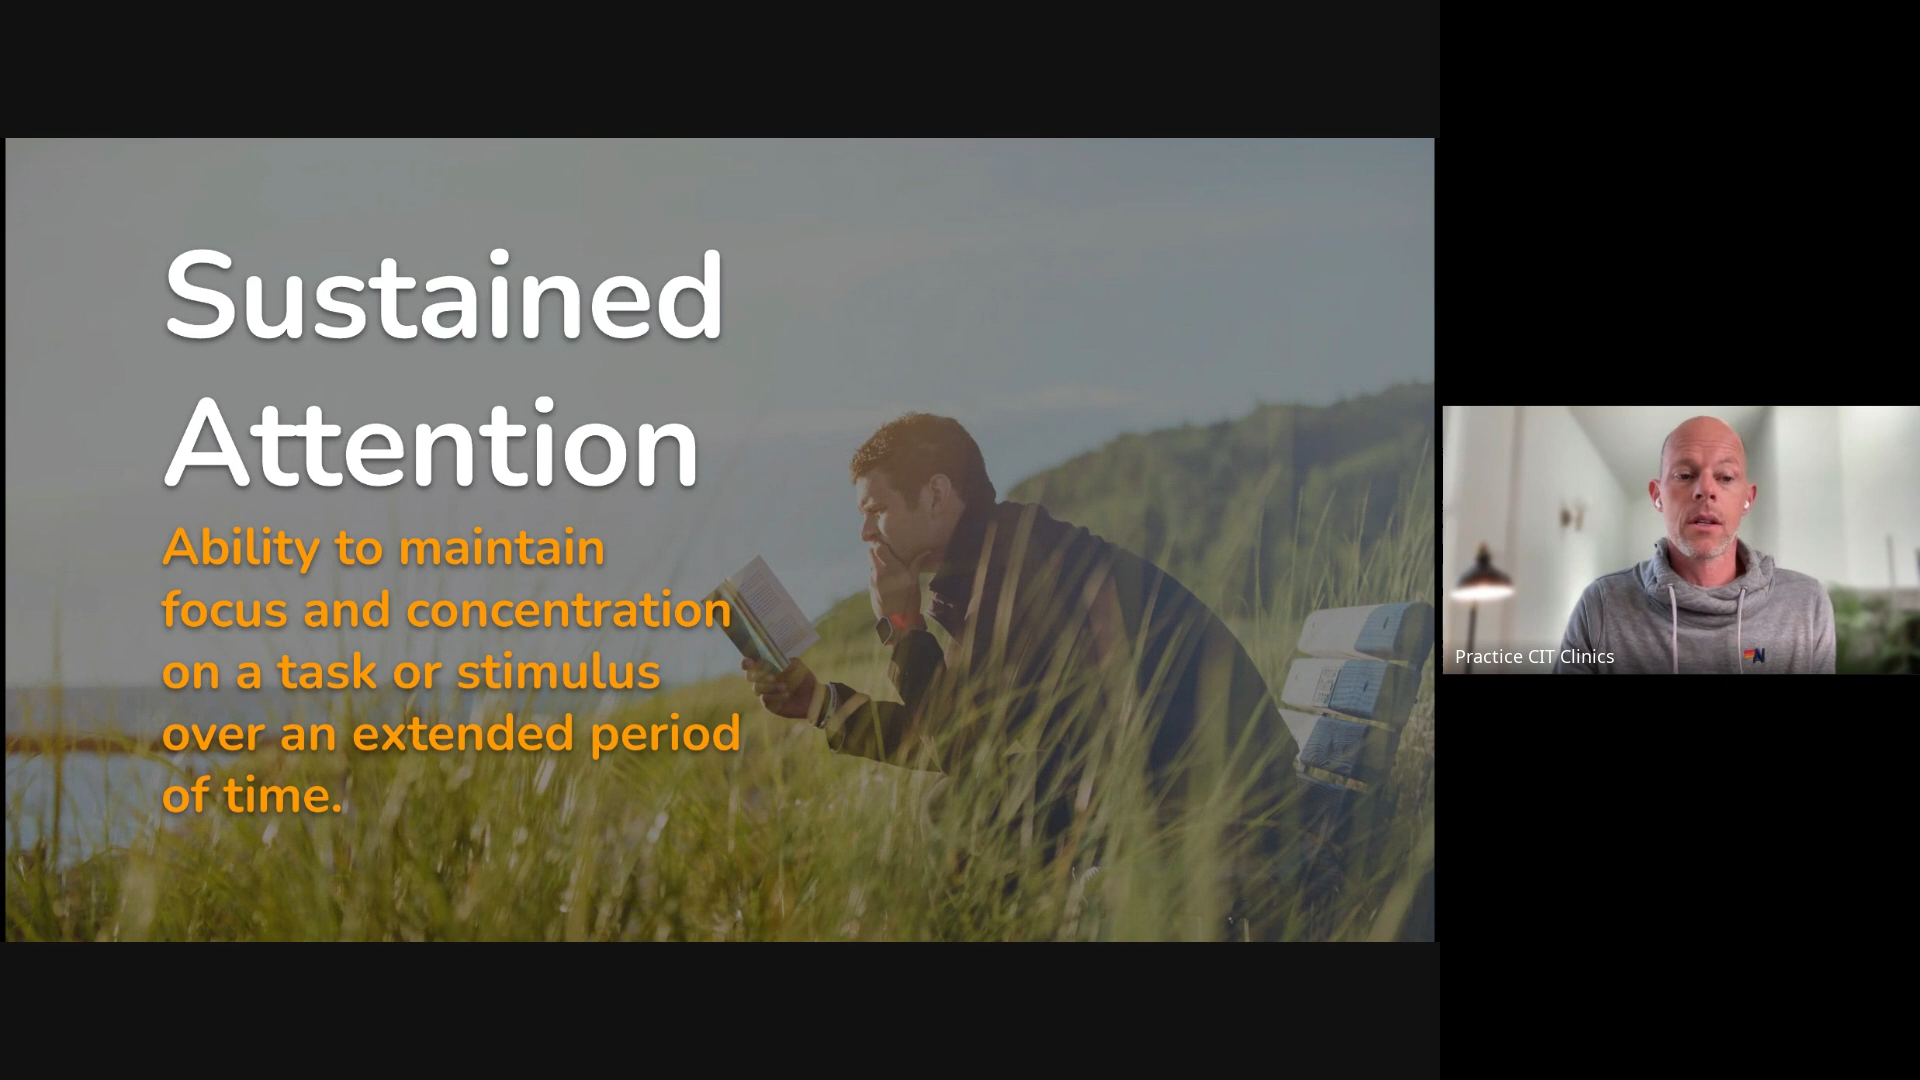 Sustained
Attention
Ability to maintain
focus and concentration
on a task or stimulus
over an extended period
of time.
Practice CIT Clinics